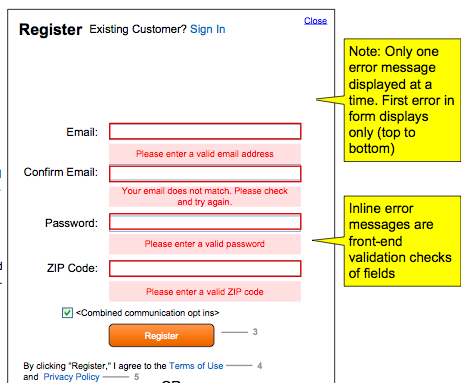 Close
Register Existing Customer? Sign In
Note: Only one
error message
displayed at a
time. First error in
form displays
only (top to
bottom)
Email:
Please enter a valid email address
Confirm Email:
Your email does not match. Please check
and try again.
Password:
Please enter a valid password
Inline error
messages are
front-end
validation checks
of fields
ZIP Code:
Please enter a valid ZIP code
<Combined communication opt ins>
Register
3
By clicking "Register," I agree to the Terms of Use 4
and Privacy Policy 5